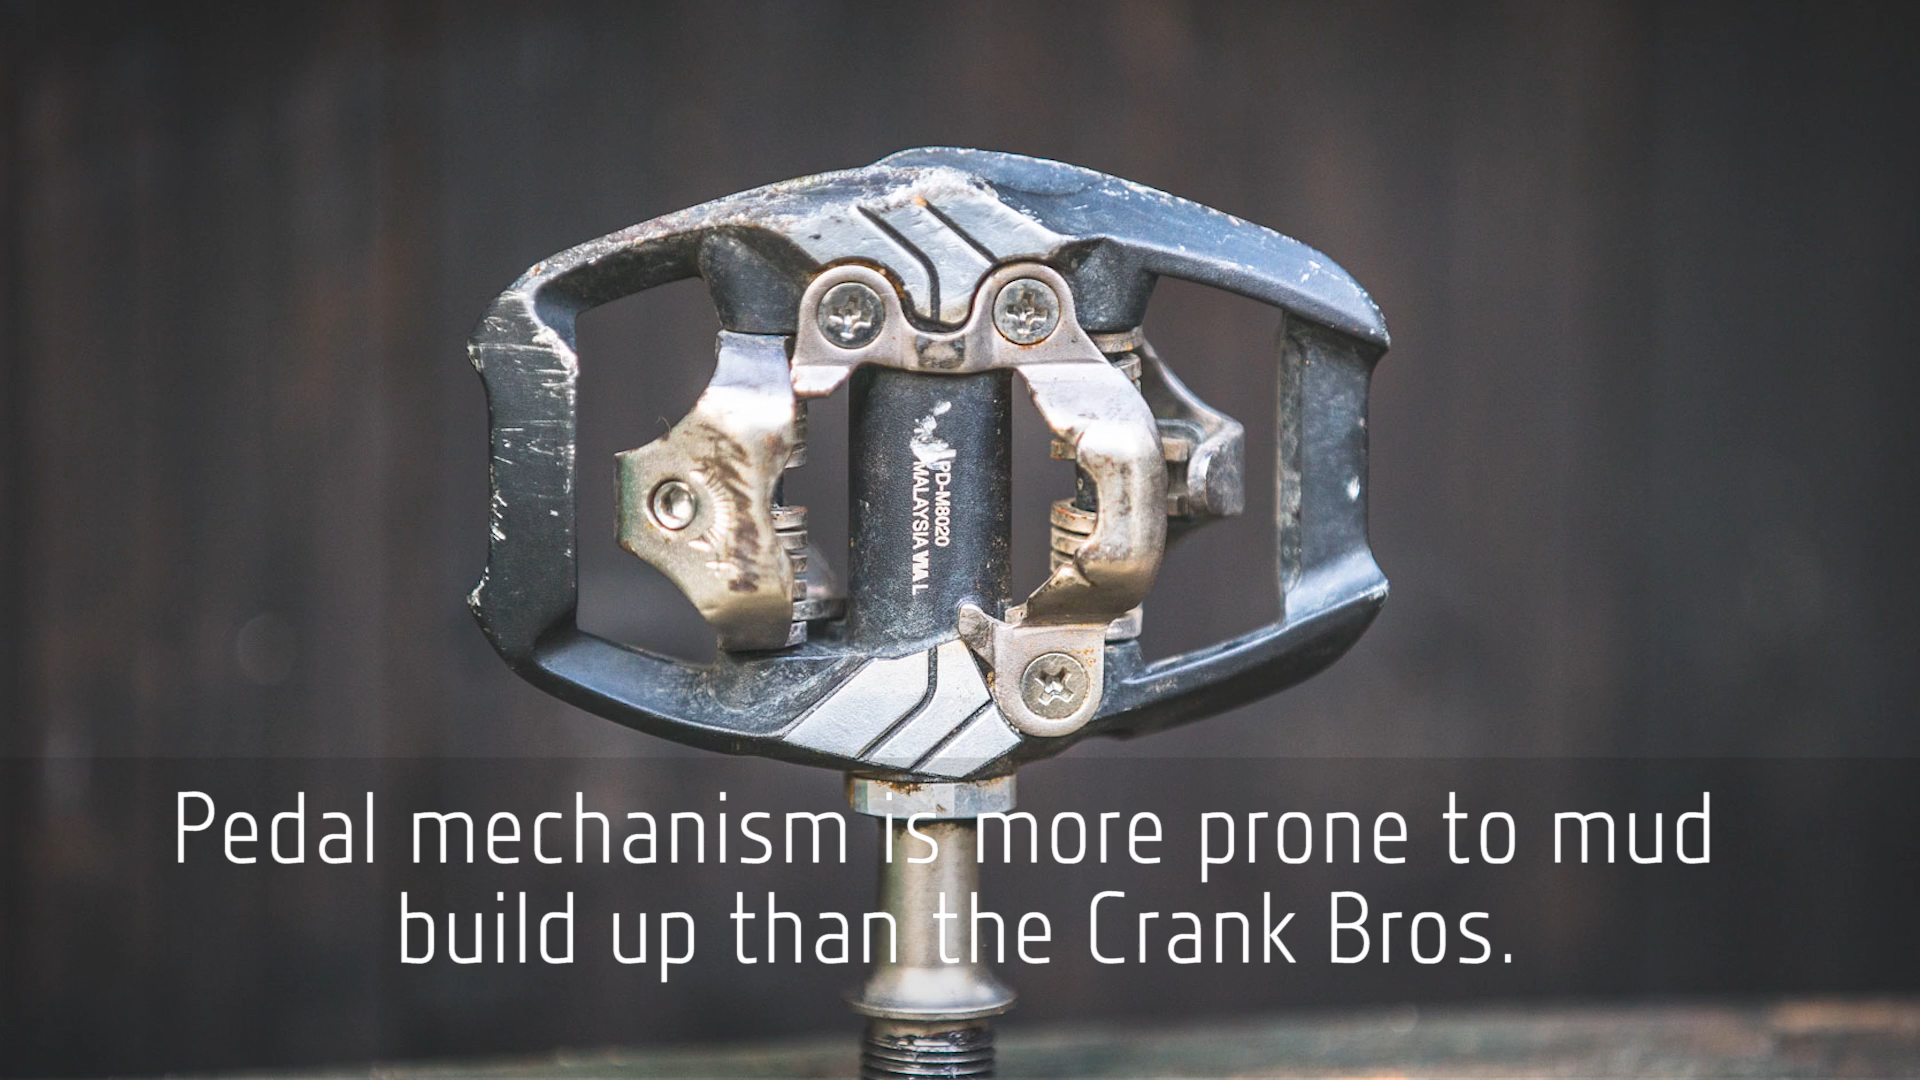 PD-M8020
MALAYSIA VIA L
Pedal mechanism is more prone to mud
build up than the Crank Bros.